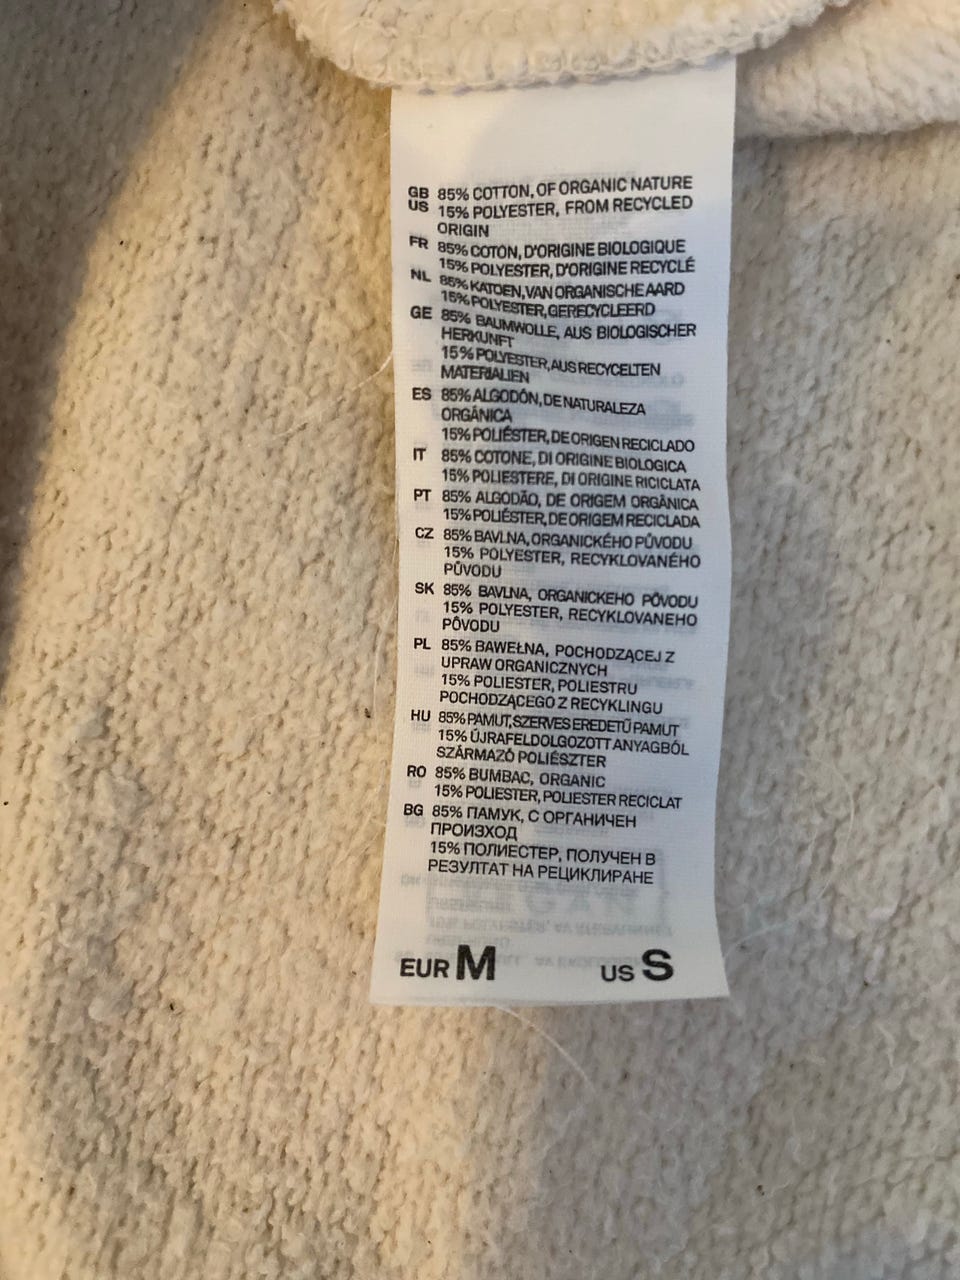 GB 85% COTTON, OF ORGANIC NATURE
US 15% POLYESTER, FROM RECYCLED
ORIGIN
FR 85% COTON, D'ORIGINE BIOLOGIQUE
15% POLYESTER, D'ORIGINE RECYCLÉ
NL 85% KATOEN, VAN ORGANISCHE AARD
15% POLYESTER, GERECYCLEERD
GE 85% BAUMWOLLE, AUS BIOLOGISCHER
HERKUNFT
15% POLYESTER, AUS RECYCELTEN
MATERIALIEN
ES 85% ALGODÓN, DE NATURALEZA
ORGÁNICA
15% POLIÉSTER, DE ORIGEN RECICLADO
IT 85% COTONE, DI ORIGINE BIOLOGICA
15% POLIESTERE, DI ORIGINE RICICLATA
PT 85% ALGODÃO, DE ORIGEM ORGÂNICA
15% POLIÉSTER, DE ORIGEM RECICLADA
CZ 85% BAVLNA, ORGANICKÉHO PŮVODU
15% POLYESTER, RECYKLOVANÉHO
PŮVODU
SK 85% BAVLNA, ORGANICKEHO PÔVODU
15% POLYESTER, RECYKLOVANEHO
PÔVODU
PL 85% BAWEŁNA, POCHODZĄCEJ Z
UPRAW ORGANICZNYCH
15% POLIESTER, POLIESTRU
POCHODZĄCEGO Z RECYKLINGU
HU 85% PAMUT, SZERVES EREDETŰ PAMUT
15% ÚJRAFELDOLGOZOTT ANYAGBÓL
SZÁRMAZÓ POLIÉSZTER
RO 85% BUMBAC, ORGANIC
15% POLIESTER, POLIESTER RECICLAT
BG 85% ПАМУК, С ОРГАНИЧЕН
ПРОИЗХОД
15% ПОЛИЕСТЕР, ПОЛУЧЕН В
РЕЗУЛТАТ НА РЕЦИКЛИРАНЕ
EUR M US S